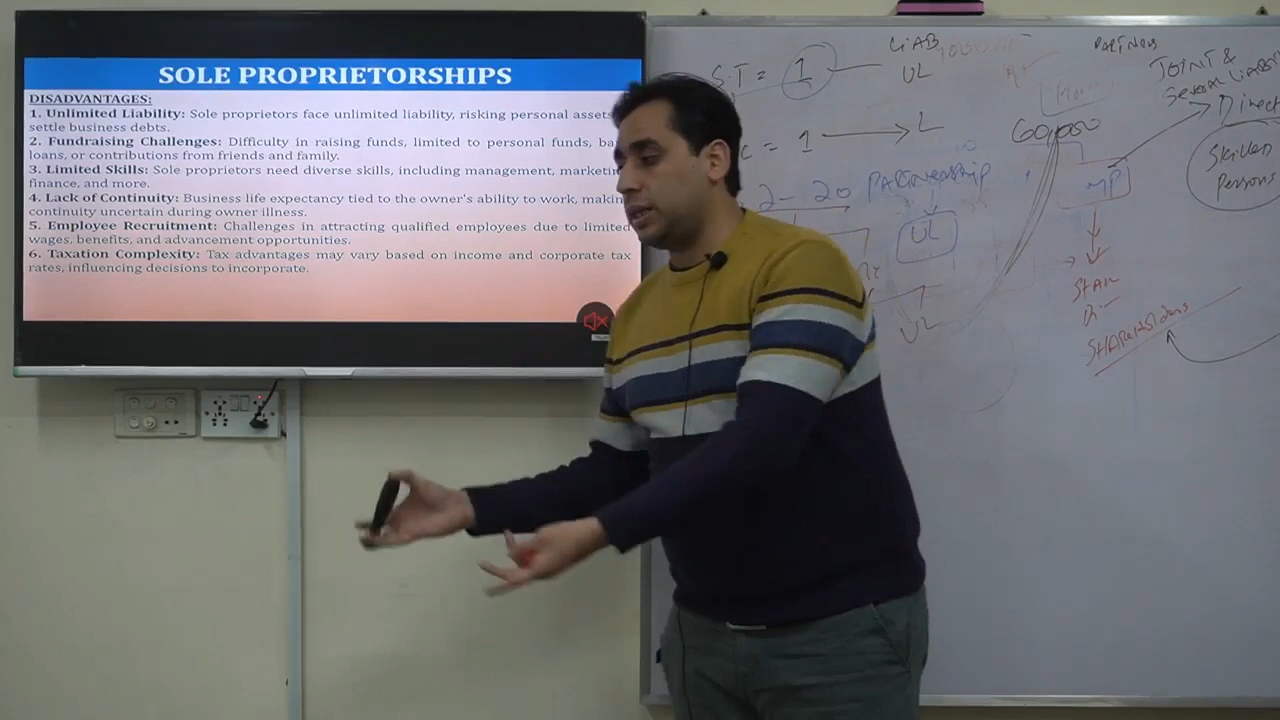 SOLE PROPRIETORSHIPS
DISADVANTAGES:
1. Unlimited Liability: Sole proprietors face unlimited liability, risking personal assets
settle business debts.
2. Fundraising Challenges: Difficulty in raising funds, limited to personal funds, ba
loans, or contributions from friends and family.
3. Limited Skills: Sole proprietors need diverse skills, including management, marketin
finance, and more.
4. Lack of Continuity: Business life expectancy tied to the owner's ability to work, makin
continuity uncertain during owner illness.
5. Employee Recruitment: Challenges in attracting qualified employees due to limited
wages, benefits, and advancement opportunities.
6. Taxation Complexity: Tax advantages may vary based on income and corporate tax
rates, influencing decisions to incorporate.
S.T = 1
LIAB
UL
C = 1
L
2-20 PARTNERSHIP
UL
UL
60,000
MP
PARTNERS
JOINT &
Direct
Skilled
Persons
SHAREHOLDERS